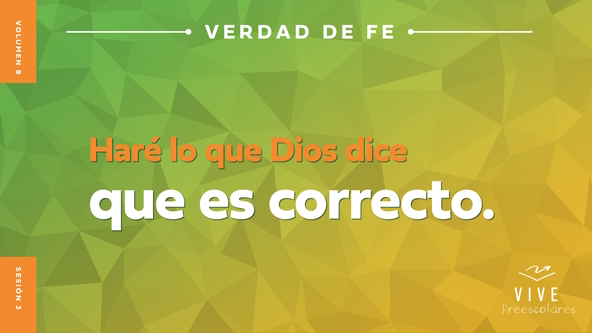 VERDAD DE FE
VOLUMEN 8
Haré lo que Dios dice
que es correcto.
SESIÓN 3
VIVE
Preescolares